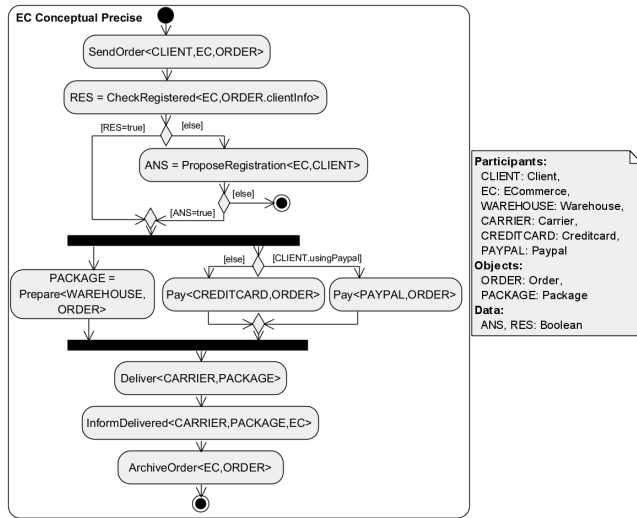 EC Conceptual Precise
SendOrder<CLIENT,EC,ORDER>
RES = CheckRegistered<EC,ORDER.clientInfo>
[RES=true]
[else]
ANS = ProposeRegistration<EC,CLIENT>
[else]
[ANS=true]
[else]
[CLIENT.usingPaypal]
PACKAGE =
Prepare<WAREHOUSE,
ORDER>
Pay<CREDITCARD,ORDER>
Pay<PAYPAL,ORDER>
Deliver<CARRIER,PACKAGE>
InformDelivered<CARRIER,PACKAGE,EC>
ArchiveOrder<EC,ORDER>
Participants:
CLIENT: Client,
EC: ECommerce,
WAREHOUSE: Warehouse,
CARRIER: Carrier,
CREDITCARD: Creditcard,
PAYPAL: Paypal
Objects:
ORDER: Order,
PACKAGE: Package
Data:
ANS, RES: Boolean